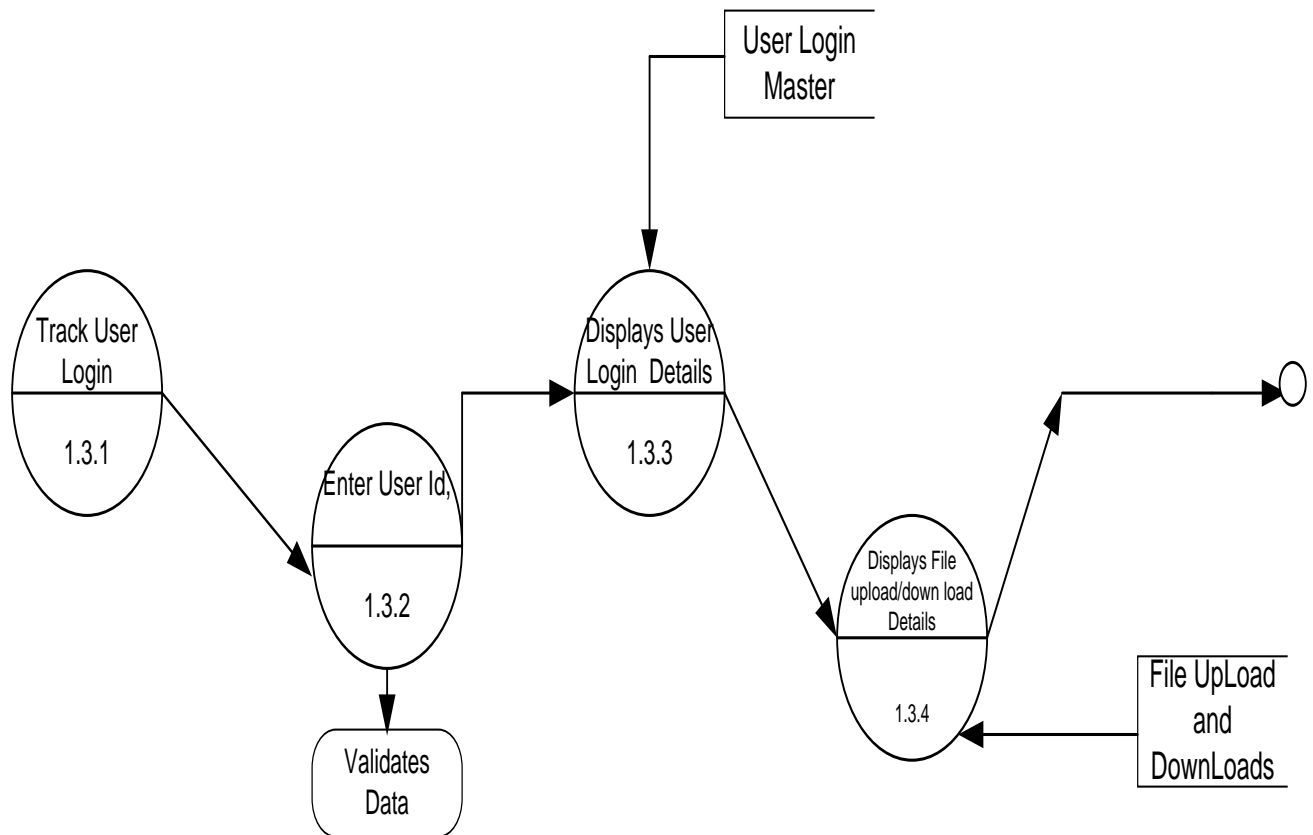 User Login
Master
Track User
Login
1.3.1
Enter User Id,
1.3.2
Validates
Data
Displays User
Login Details
1.3.3
Displays File
upload/down load
Details
1.3.4
File UpLoad
and
DownLoads